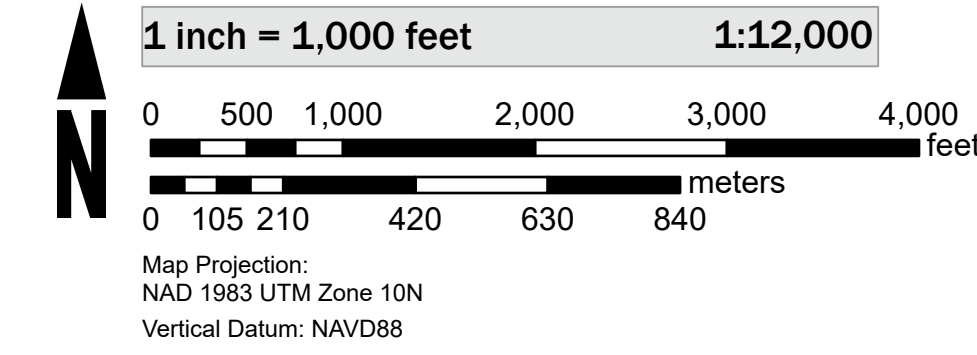 1 inch = 1,000 feet 1:12,000
0 500 1,000 2,000 3,000 4,000
feet
meters
0 105 210 420 630 840
N
Map Projection:
NAD 1983 UTM Zone 10N
Vertical Datum: NAVD88